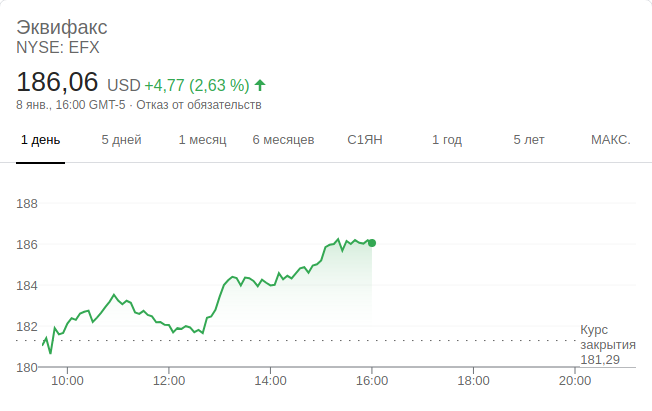 Эквифакс
NYSE: EFX
186,06 USD +4,77 (2,63 %)
8 янв., 16:00 GMT-5 · Отказ от обязательств
1 день 5 дней 1 месяц 6 месяцев С1ЯН 1 год 5 лет МАКС.
188
186
184
182
180
Курс
закрытия
181,29
10:00 12:00 14:00 16:00 18:00 20:00